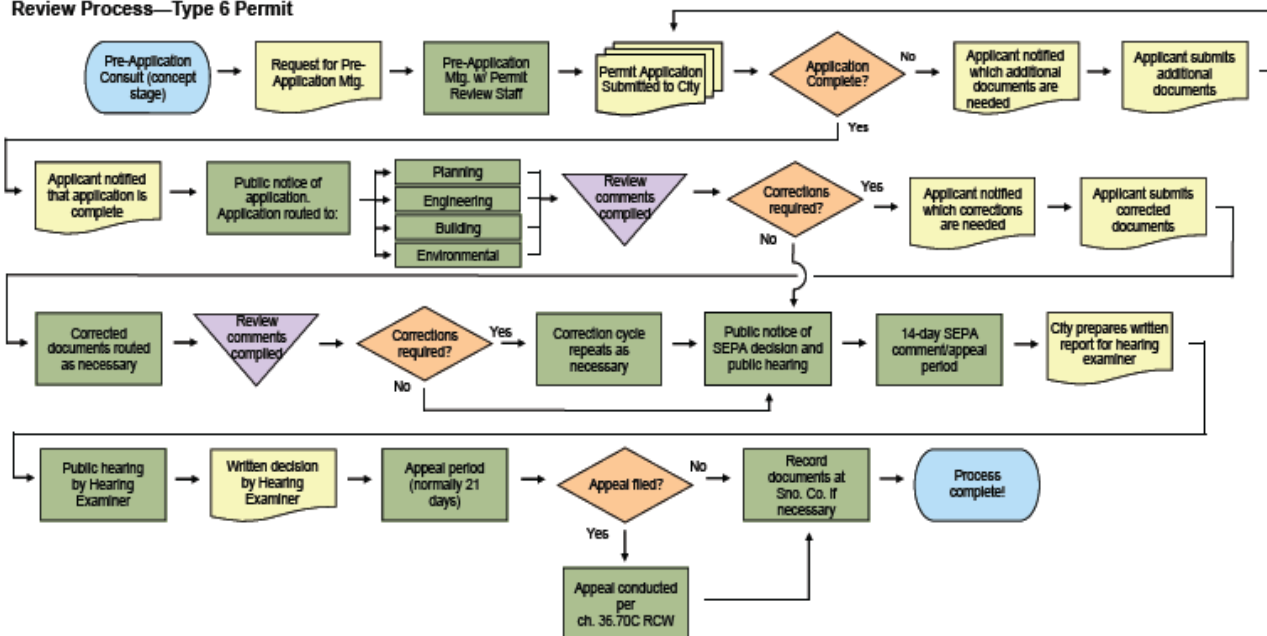 Review Process—Type 6 Permit
Pre-Application
Consult (concept
stage)
Request for Pre-
Application Mtg.
Pre-Application
Mtg. w/ Permit
Review Staff
Permit Application
Submitted to City
Application
Complete?
No
Applicant notified
which additional
documents are
needed
Applicant submits
additional
documents
Yes
Applicant notified
that application is
complete
Public notice of
application.
Application routed to:
Planning
Engineering
Building
Environmental
Review
comments
compiled
Corrections
required?
Yes
No
Applicant notified
which corrections
are needed
Applicant submits
corrected
documents
Corrected
documents routed
as necessary
Review
comments
compiled
Corrections
required?
Yes
No
Correction cycle
repeats as
necessary
Public notice of
SEPA decision and
public hearing
14-day SEPA
comment/appeal
period
City prepares written
report for hearing
examiner
Public hearing
by Hearing
Examiner
Written decision
by Hearing
Examiner
Appeal period
(normally 21
days)
Appeal filed?
No
Yes
Record
documents at
Sno. Co. if
necessary
Process
complete!
Appeal conducted
per
ch. 36.70C RCW